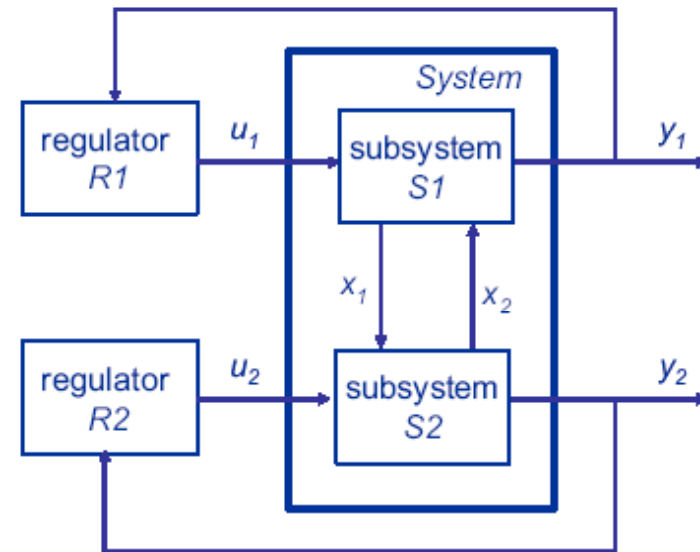 System
regulator
R1
u1
subsystem
S1
y1
x1
x2
regulator
R2
u2
subsystem
S2
y2